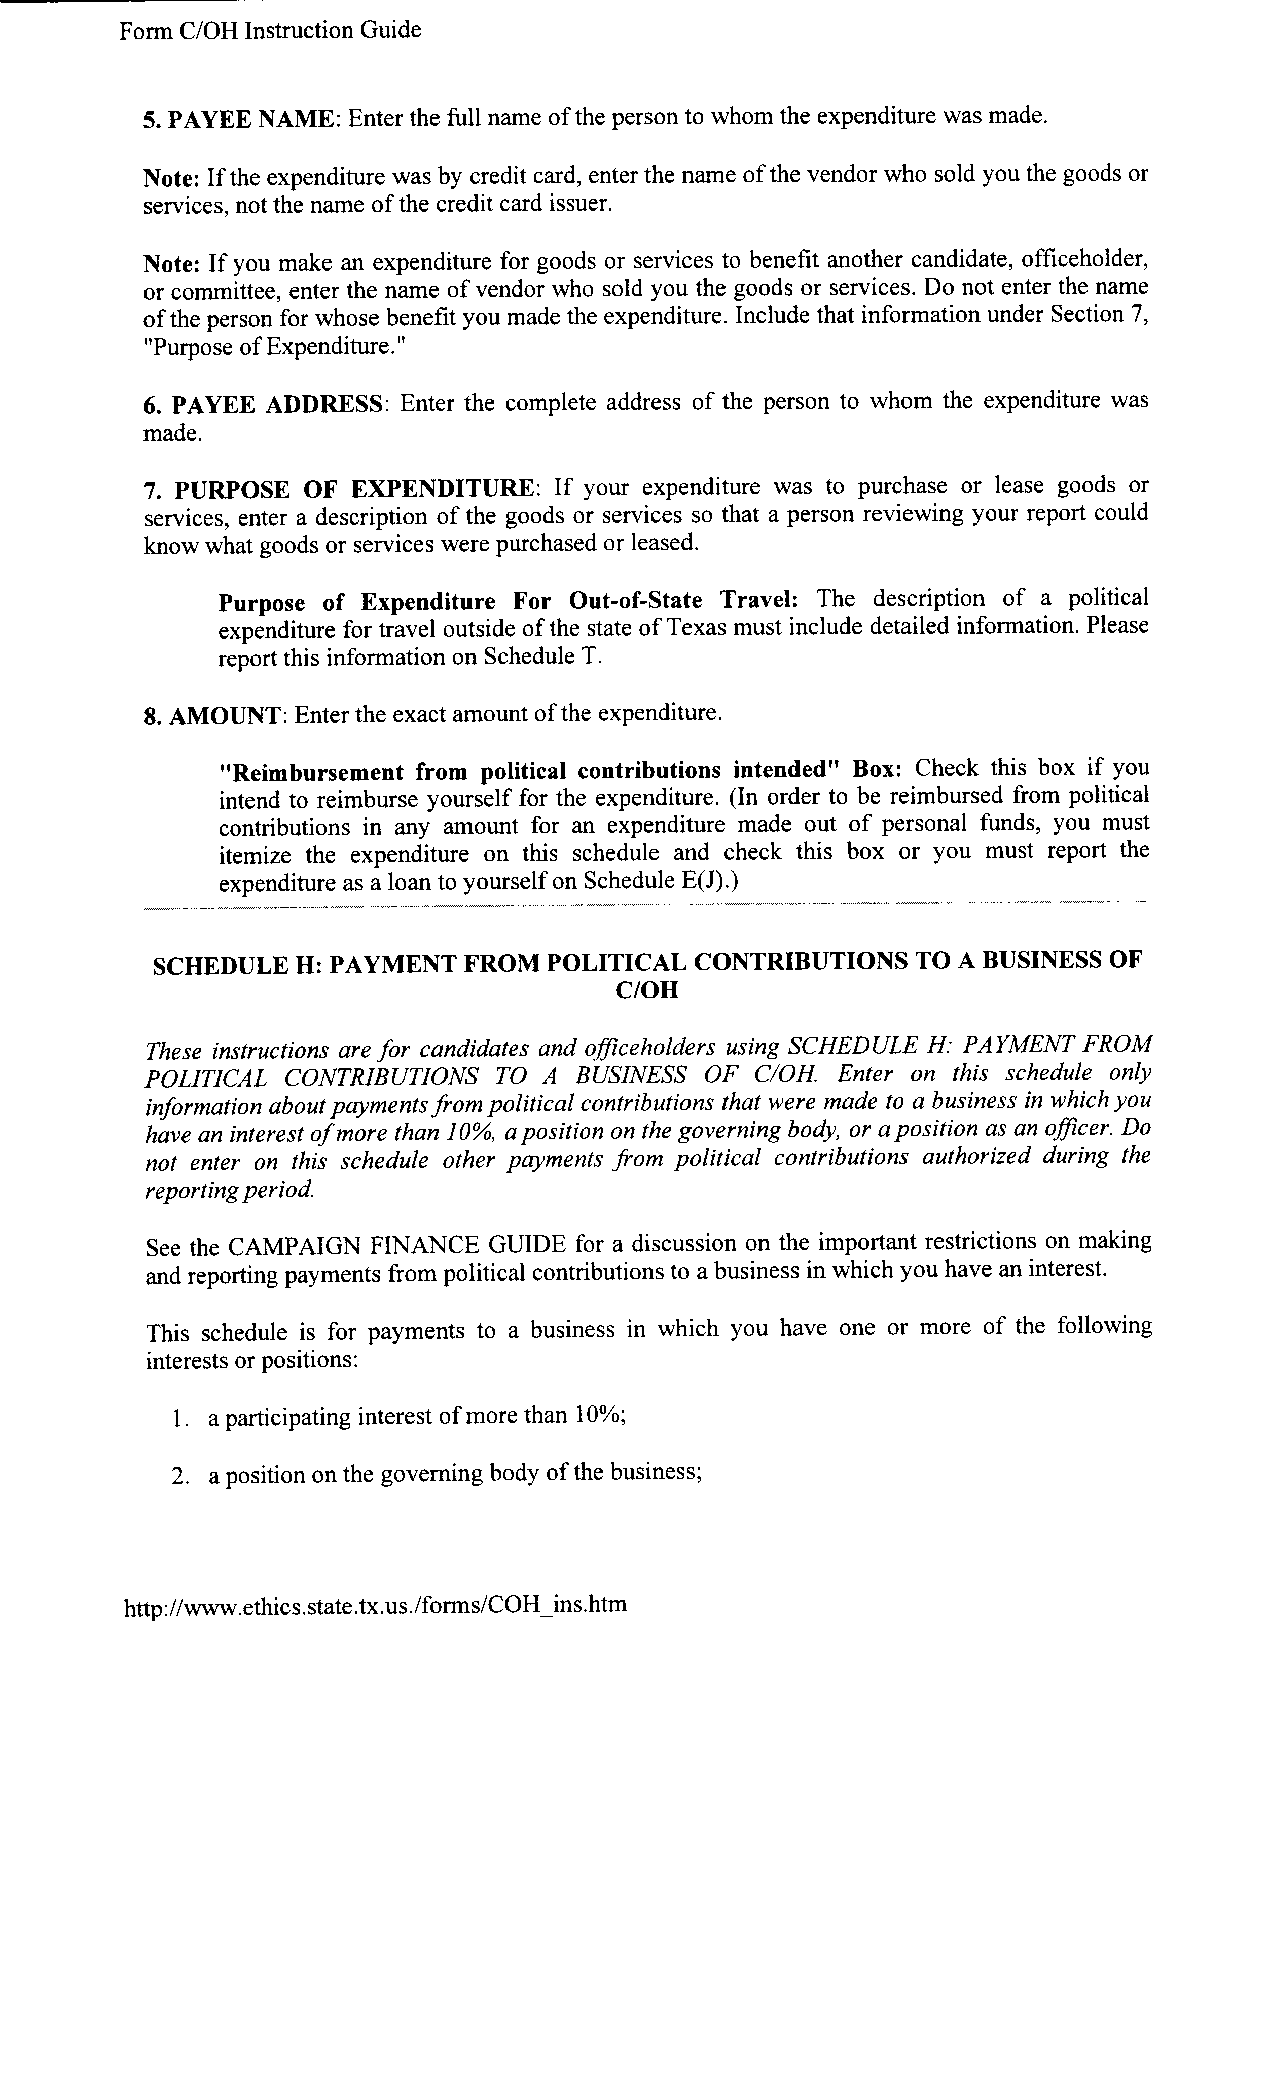 Form C/OH Instruction Guide
5. PAYEE NAME: Enter the full name of the person to whom the expenditure was made.
Note: If the expenditure was by credit card, enter the name of the vendor who sold you the goods or
services, not the name of the credit card issuer.
Note: If you make an expenditure for goods or services to benefit another candidate, officeholder,
or committee, enter the name of vendor who sold you the goods or services. Do not enter the name
of the person for whose benefit you made the expenditure. Include that information under Section 7,
"Purpose of Expenditure."
6. PAYEE ADDRESS: Enter the complete address of the person to whom the expenditure was
made.
7. PURPOSE OF EXPENDITURE: If your expenditure was to purchase or lease goods or
services, enter a description of the goods or services so that a person reviewing your report could
know what goods or services were purchased or leased.
Purpose of Expenditure For Out-of-State Travel: The description of a political
expenditure for travel outside of the state of Texas must include detailed information. Please
report this information on Schedule T.
8. AMOUNT: Enter the exact amount of the expenditure.
"Reimbursement from political contributions intended" Box: Check this box if you
intend to reimburse yourself for the expenditure. (In order to be reimbursed from political
contributions in any amount for an expenditure made out of personal funds, you must
itemize the expenditure on this schedule and check this box or you must report the
expenditure as a loan to yourself on Schedule E(J).)
SCHEDULE H: PAYMENT FROM POLITICAL CONTRIBUTIONS TO A BUSINESS OF
C/OH
These instructions are for candidates and officeholders using SCHEDULE H: PAYMENT FROM
POLITICAL CONTRIBUTIONS TO A BUSINESS OF C/OH. Enter on this schedule only
information about payments from political contributions that were made to a business in which you
have an interest of more than 10%, a position on the governing body, or a position as an officer. Do
not enter on this schedule other payments from political contributions authorized during the
reporting period.
See the CAMPAIGN FINANCE GUIDE for a discussion on the important restrictions on making
and reporting payments from political contributions to a business in which you have an interest.
This schedule is for payments to a business in which you have one or more of the following
interests or positions:
1. a participating interest of more than 10%;
2. a position on the governing body of the business;
http://www.ethics.state.tx.us./forms/COH_ins.htm